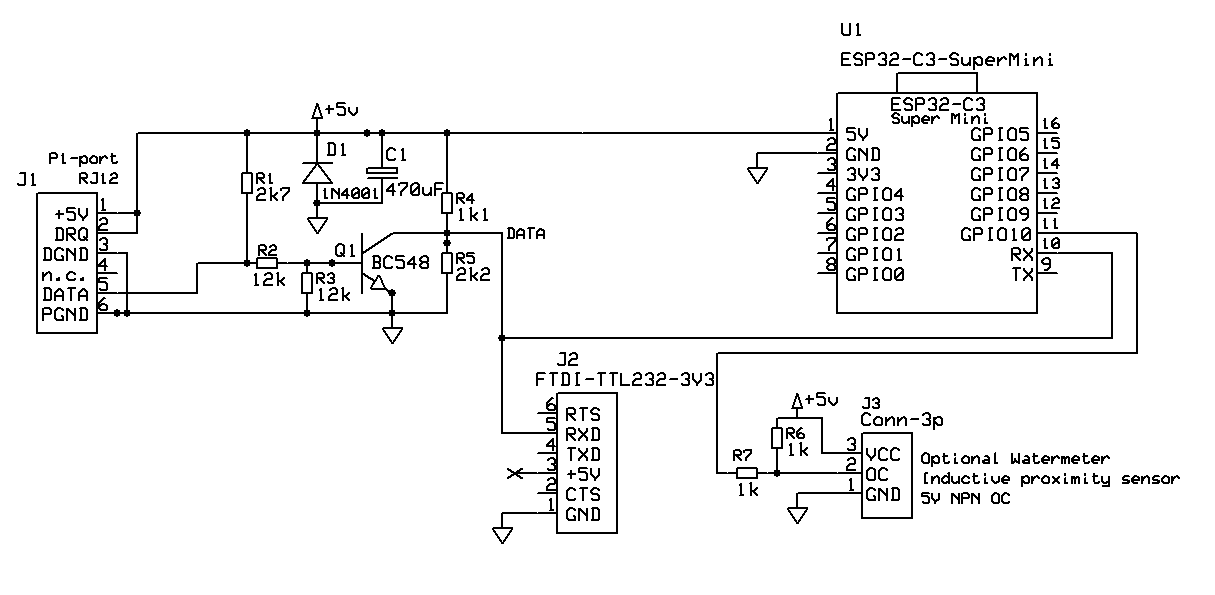 U1
ESP32-C3-SuperMini
ESP32-C3
Super Mini
1 5V
2 GND
3 3V3
4 GPIO4
5 GPIO3
6 GPIO2
7 GPIO1
8 GPIO0
GPIO5 16
GPIO6 15
GPIO7 14
GPIO8 13
GPIO9 12
GPIO10 11
RX 10
TX 9
+5v
D1
1N4001
C1
470uF
P1-port
RJ12
J1
+5V 1
DRQ 2
DGND 3
n.c. 4
DATA 5
PGND 6
R1
2k7
R2
12k
R3
12k
Q1
BC548
R4
1k1
R5
2k2
DATA
J2
FTDI-TTL232-3V3
6 RTS
5 RXD
4 TXD
3 +5V
2 CTS
1 GND
+5v
R6
1k
R7
1k
J3
Conn-3p
3 VCC
2 OC
1 GND
Optional Watermeter
Inductive proximity sensor
5V NPN OC